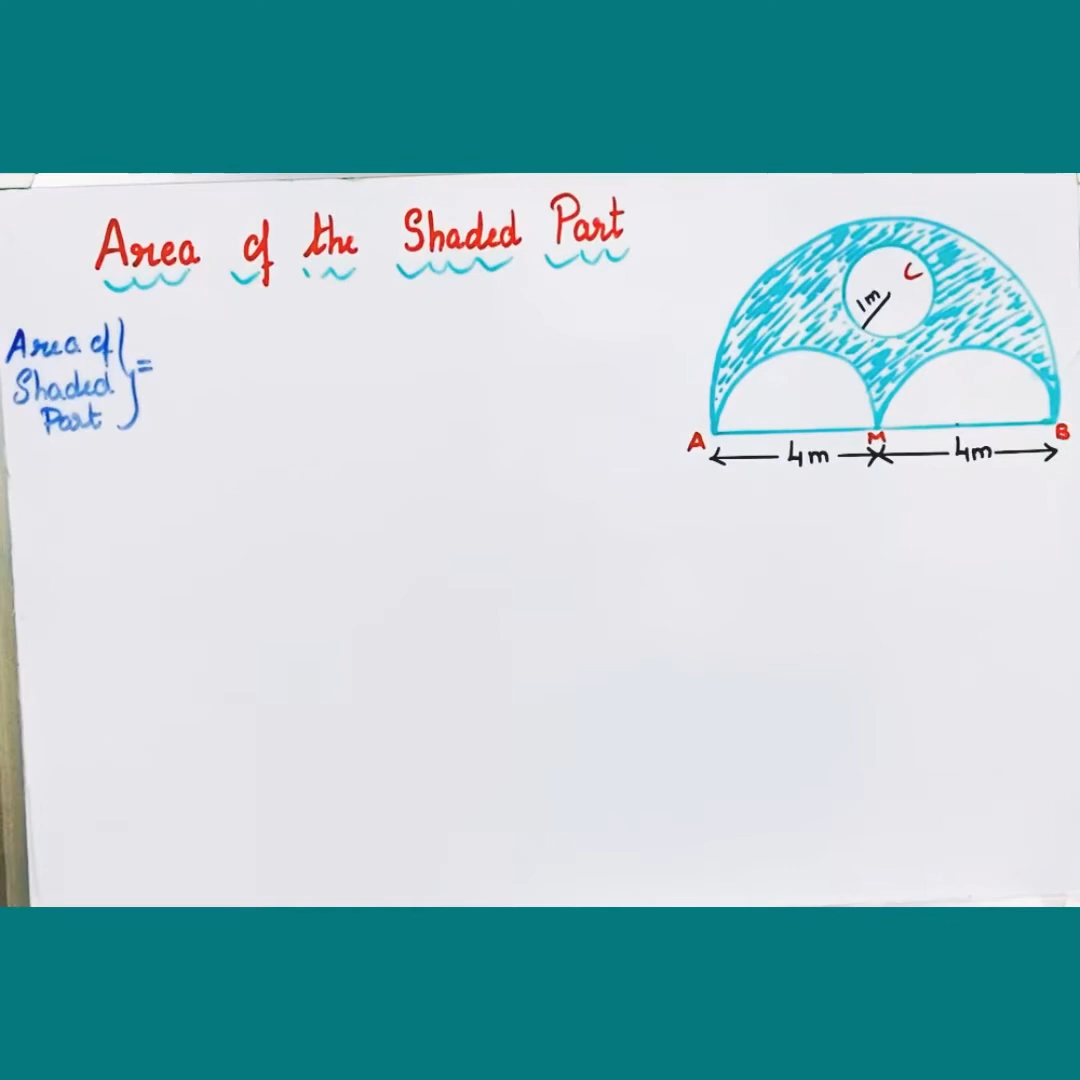 Area of the Shaded Part
Area of
Shaded
Part
} =
C
1m
A
M
B
4m
4m